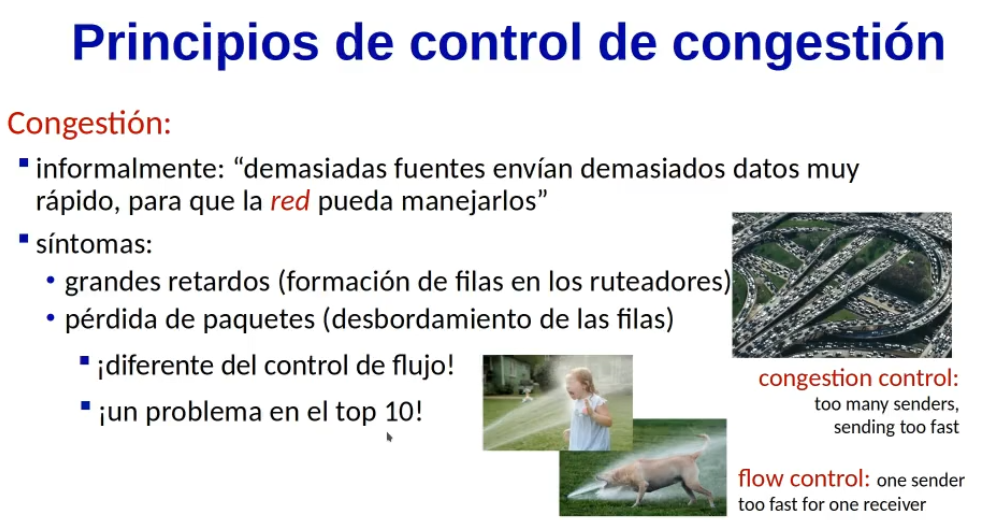 Principios de control de congestión
Congestión:
informalmente: “demasiadas fuentes envían demasiados datos muy
rápido, para que la red pueda manejarlos”
síntomas:
grandes retardos (formación de filas en los ruteadores)
pérdida de paquetes (desbordamiento de las filas)
¡diferente del control de flujo!
¡un problema en el top 10!
congestion control:
too many senders,
sending too fast
flow control: one sender
too fast for one receiver